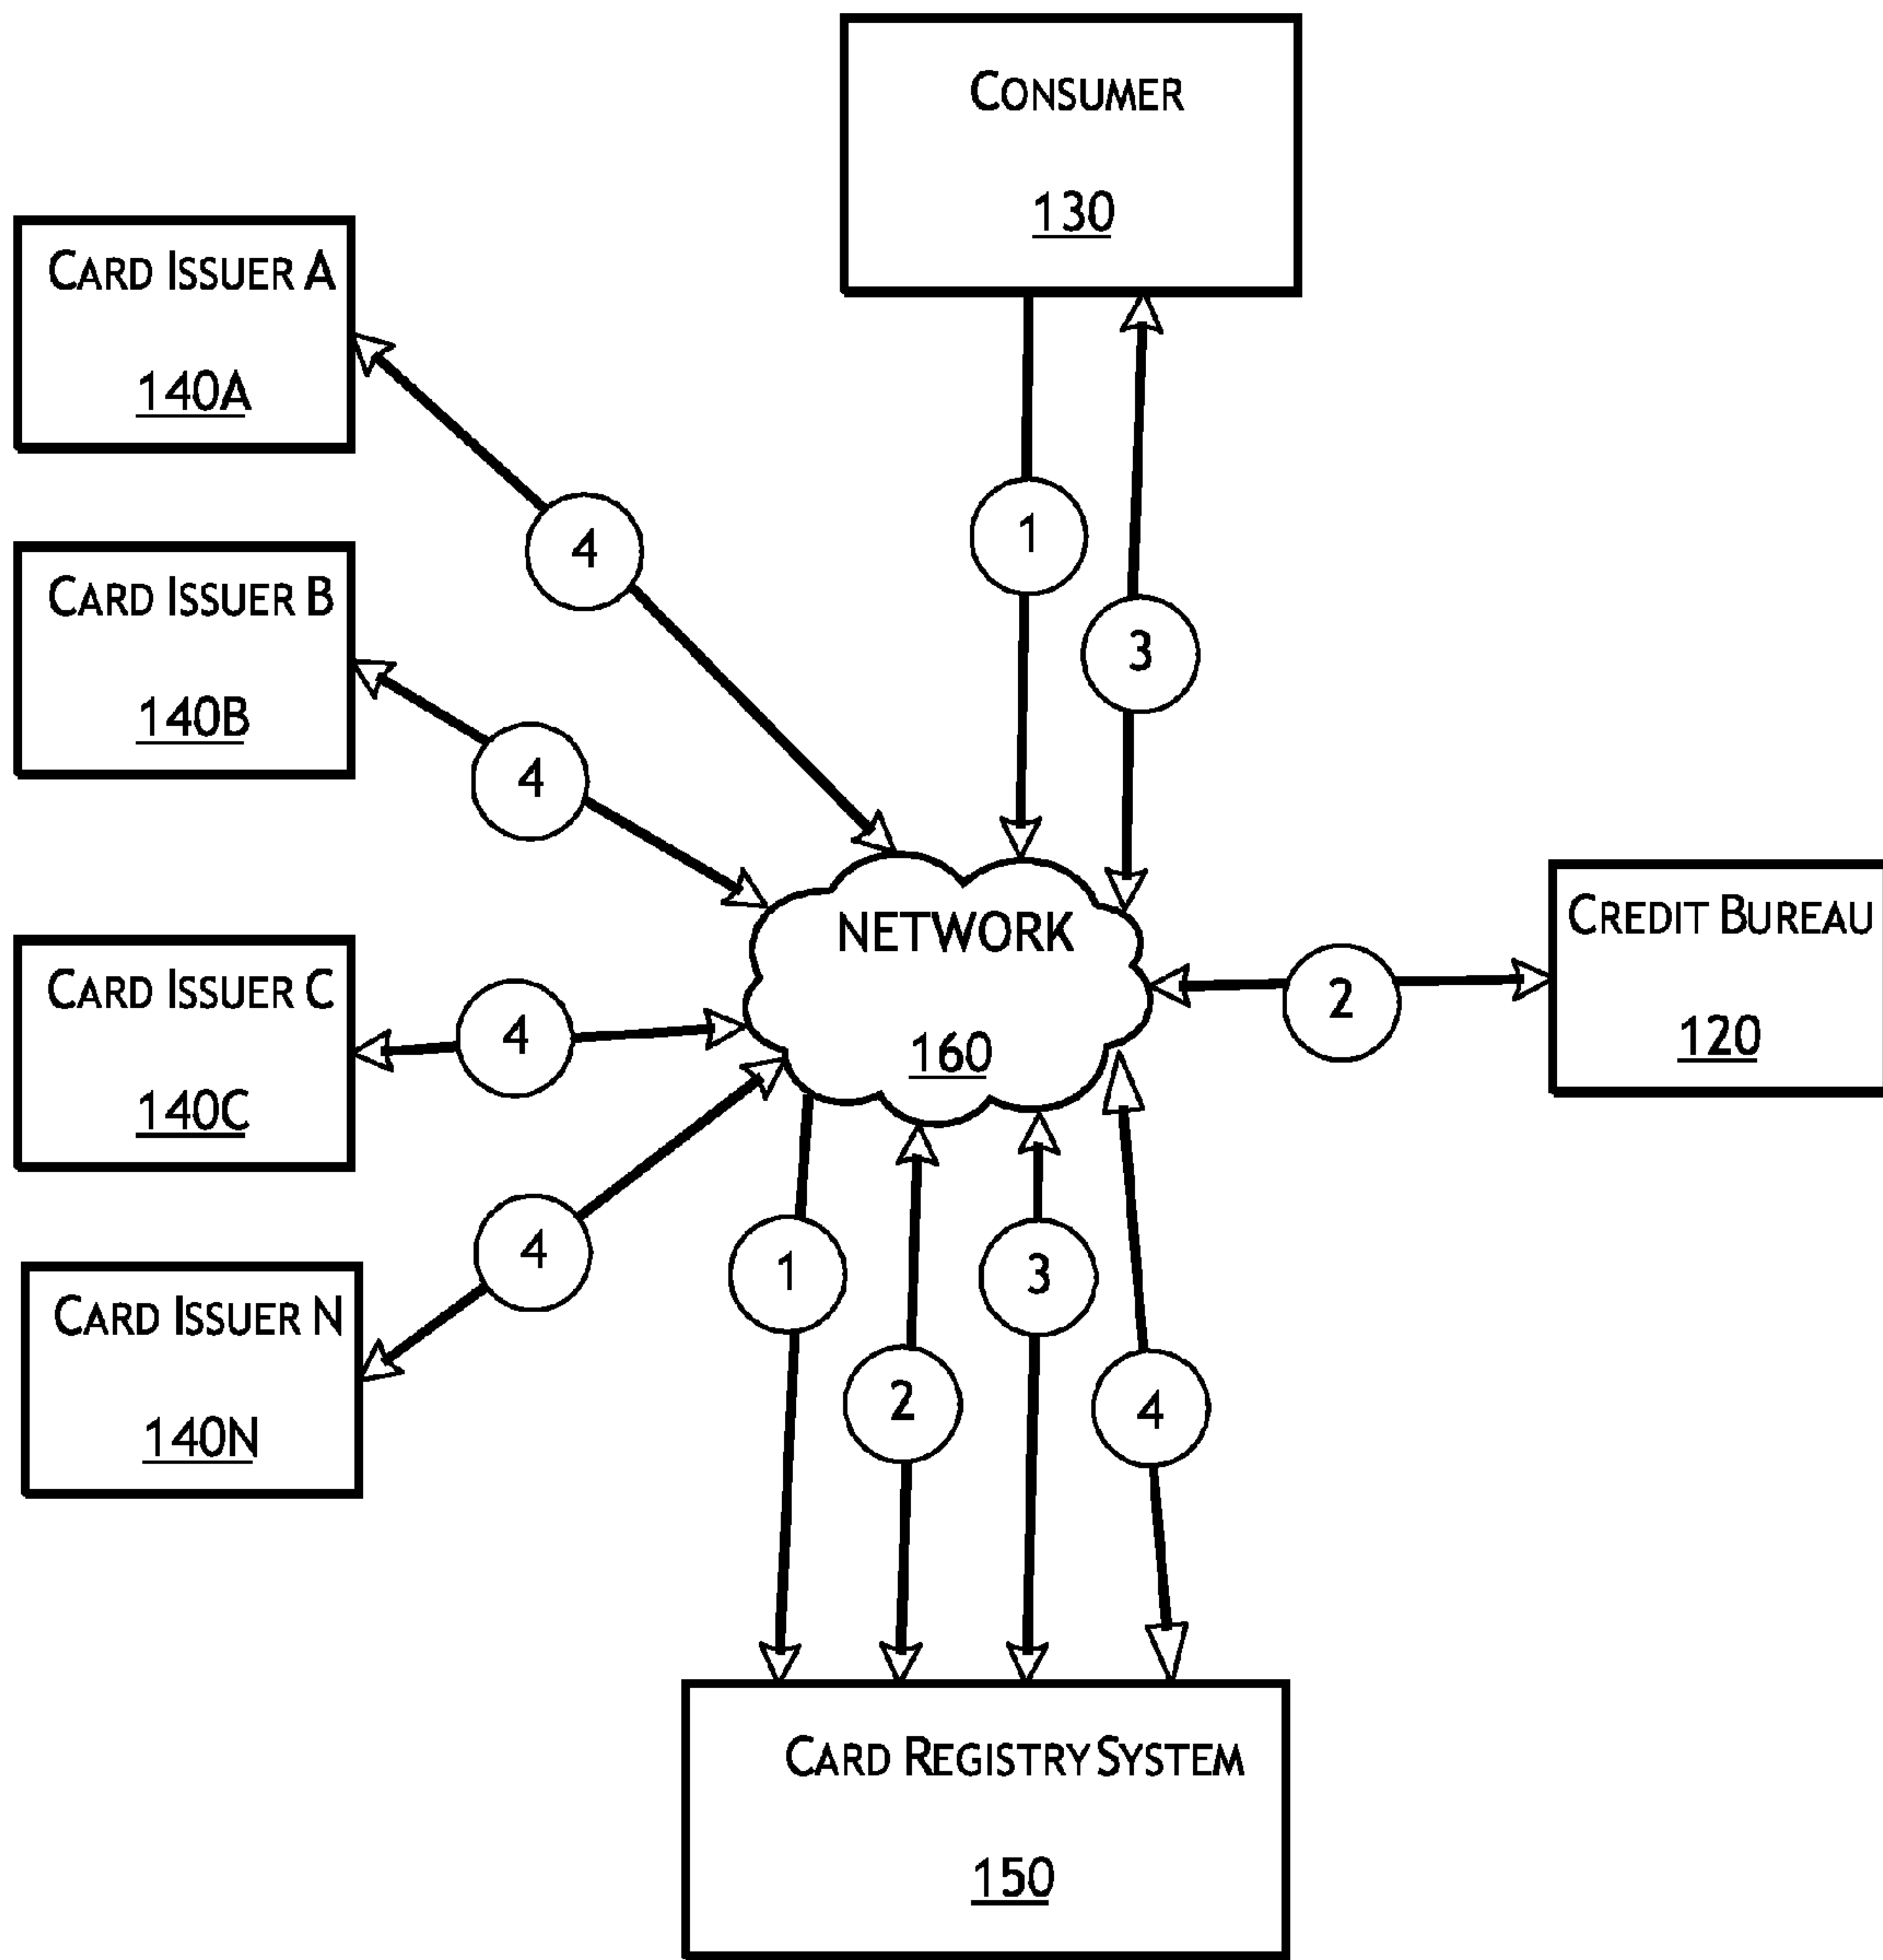 CONSUMER
130
CARD ISSUER A
140A
CARD ISSUER B
140B
CARD ISSUER C
140C
CARD ISSUER N
140N
4
4
4
4
1
3
NETWORK
160
2
CREDIT BUREAU
120
1
2
3
4
CARD REGISTRY SYSTEM
150